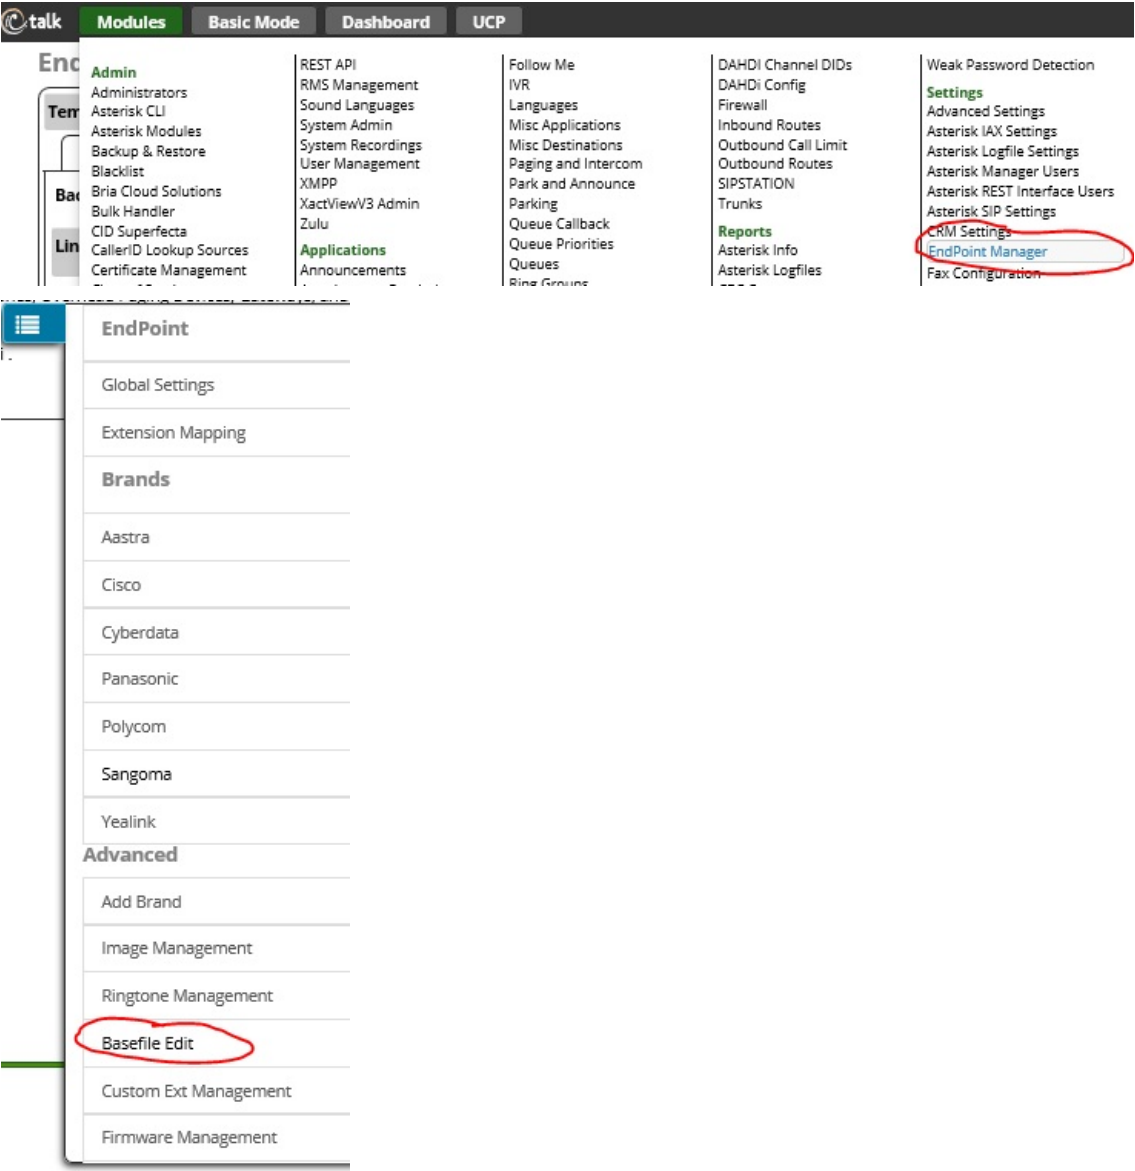 talk Modules Basic Mode Dashboard UCP
End
Tem
Bac
Lin
Admin
Administrators
Asterisk CLI
Asterisk Modules
Backup & Restore
Blacklist
Bria Cloud Solutions
Bulk Handler
CID Superfecta
CallerID Lookup Sources
Certificate Management
REST API
RMS Management
Sound Languages
System Admin
System Recordings
User Management
XMPP
XactViewV3 Admin
Zulu
Applications
Announcements
Follow Me
IVR
Languages
Misc Applications
Misc Destinations
Paging and Intercom
Park and Announce
Parking
Queue Callback
Queue Priorities
Queues
Ring Groups
DAHDI Channel DIDs
DAHDi Config
Firewall
Inbound Routes
Outbound Call Limit
Outbound Routes
SIPSTATION
Trunks
Reports
Asterisk Info
Asterisk Logfiles
Weak Password Detection
Settings
Advanced Settings
Asterisk IAX Settings
Asterisk Logfile Settings
Asterisk Manager Users
Asterisk REST Interface Users
Asterisk SIP Settings
CRM Settings
EndPoint Manager
Fax Configuration
EndPoint
Global Settings
Extension Mapping
Brands
Aastra
Cisco
Cyberdata
Panasonic
Polycom
Sangoma
Yealink
Advanced
Add Brand
Image Management
Ringtone Management
Basefile Edit
Custom Ext Management
Firmware Management